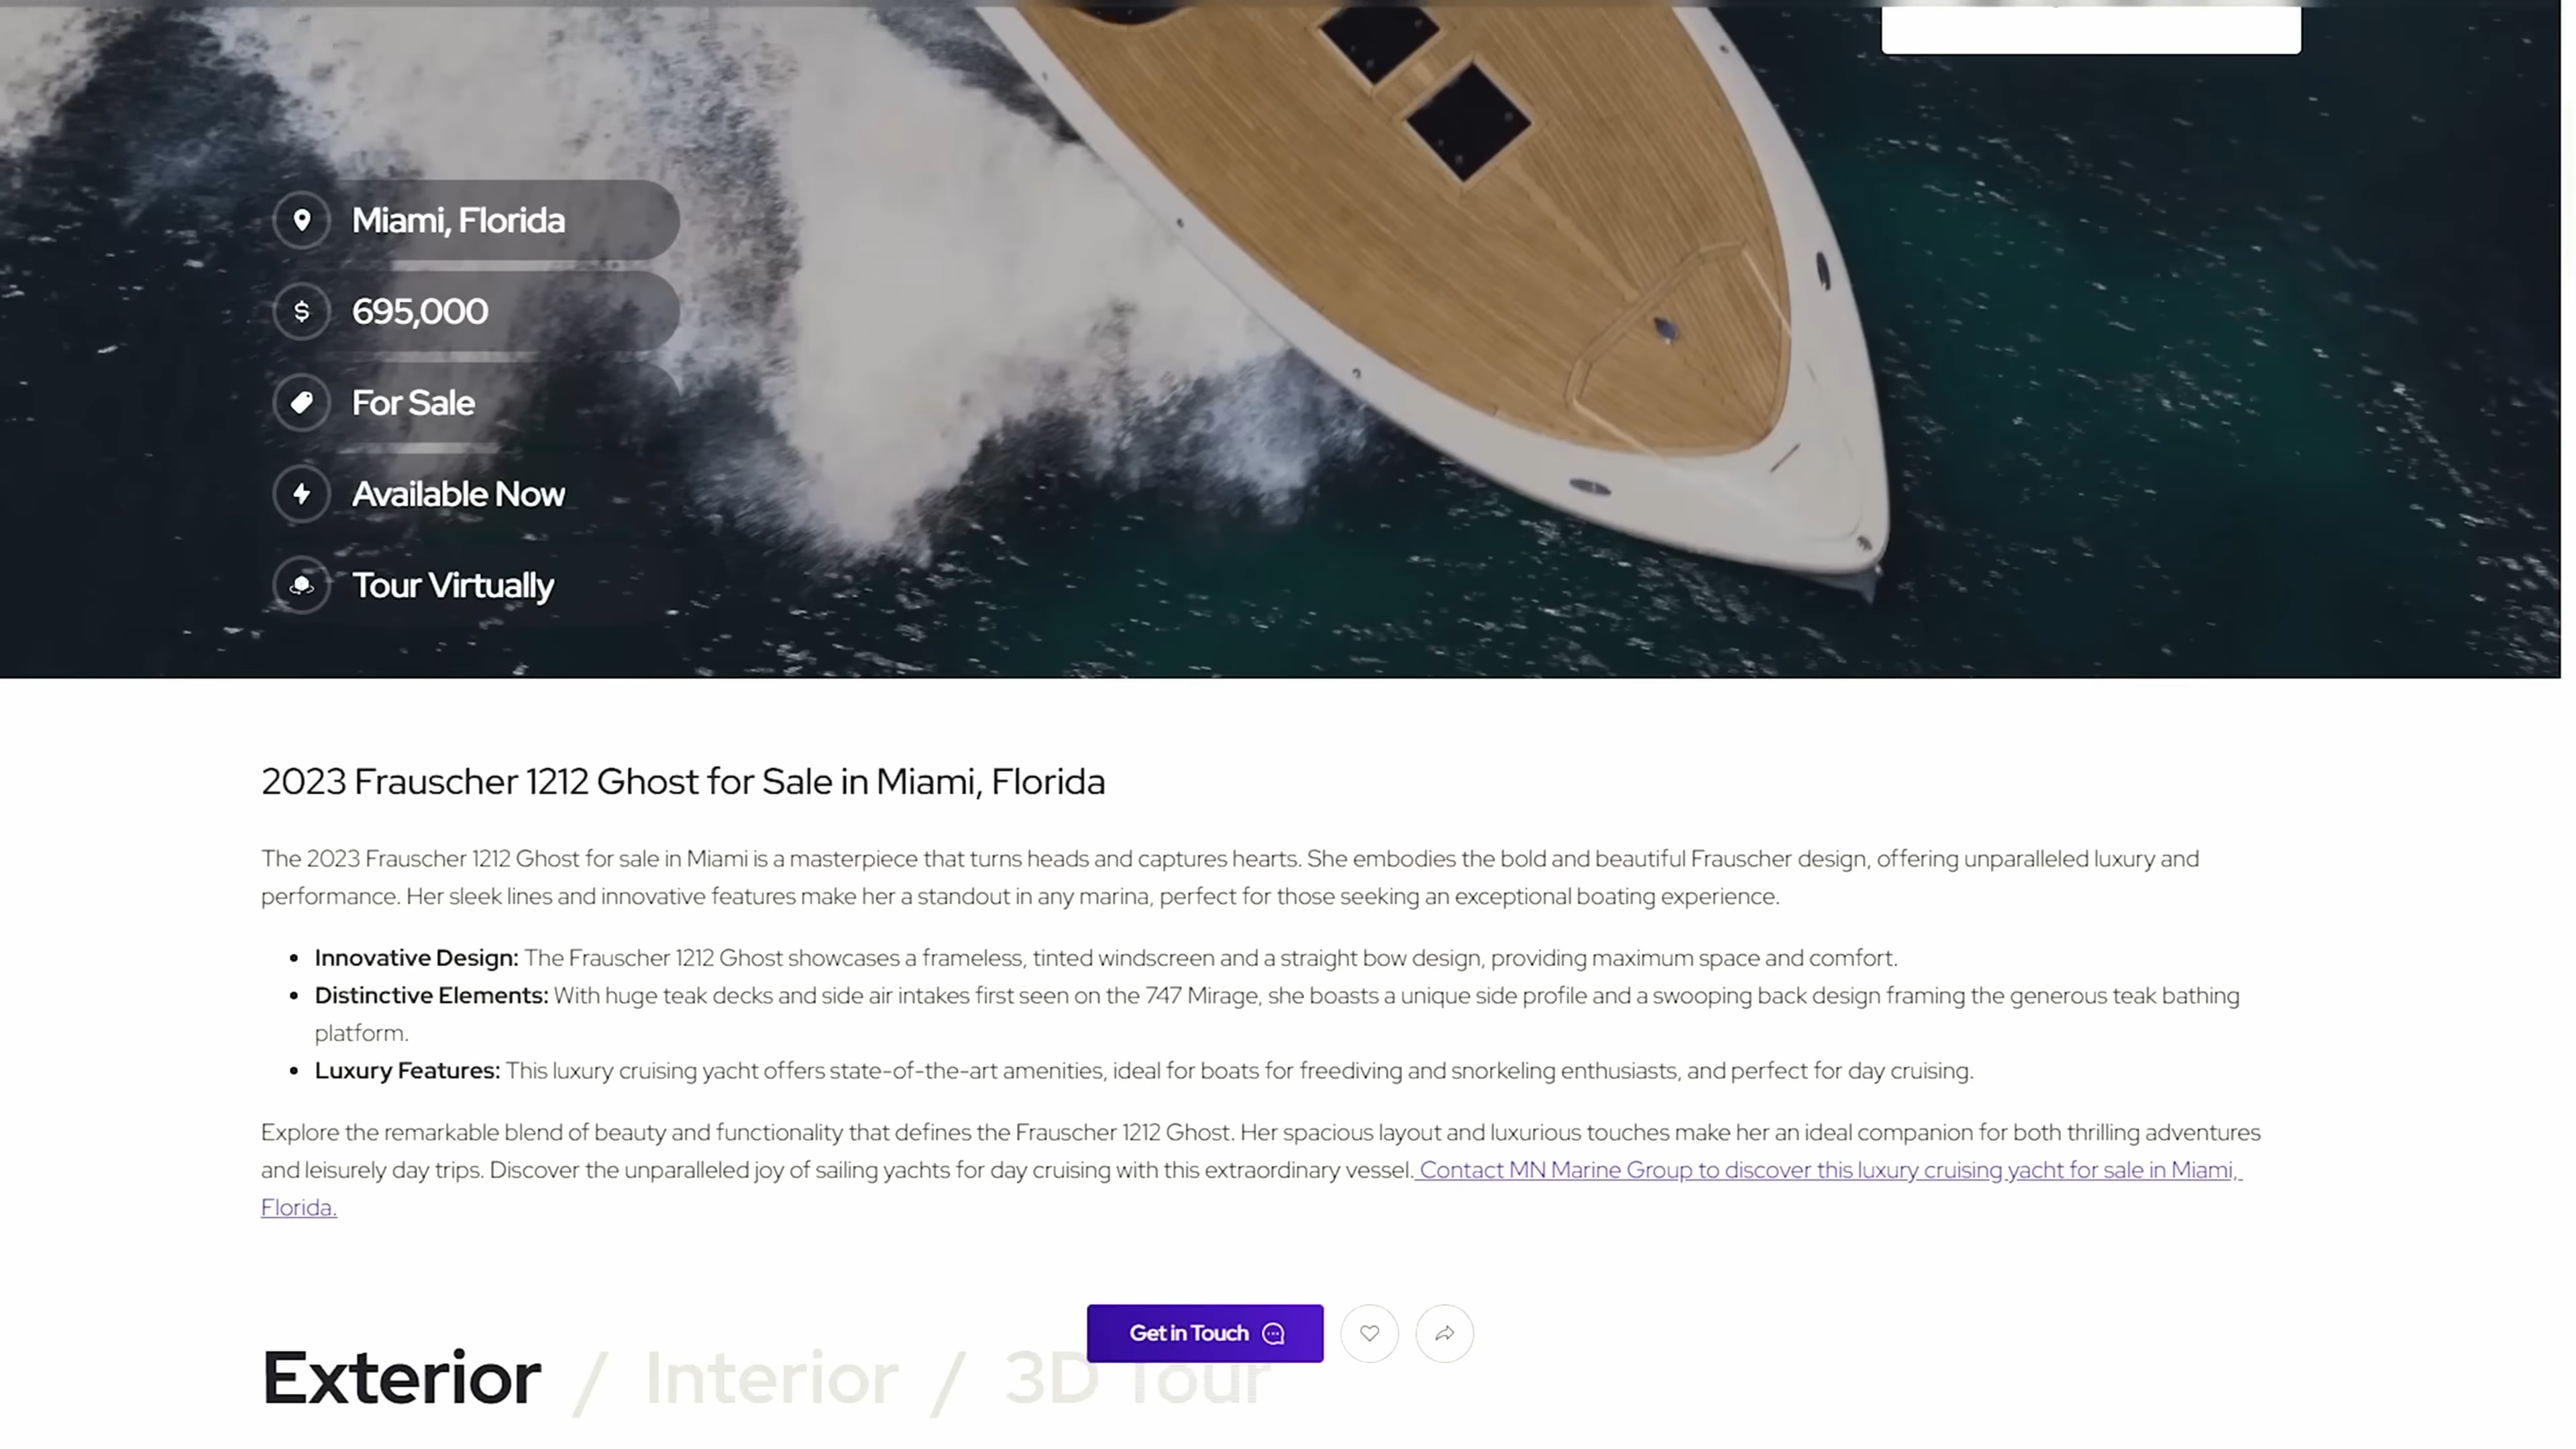 Miami, Florida
695,000
For Sale
Available Now
Tour Virtually
2023 Frauscher 1212 Ghost for Sale in Miami, Florida
The 2023 Frauscher 1212 Ghost for sale in Miami is a masterpiece that turns heads and captures hearts. She embodies the bold and beautiful Frauscher design, offering unparalleled luxury and
performance. Her sleek lines and innovative features make her a standout in any marina, perfect for those seeking an exceptional boating experience.
• Innovative Design: The Frauscher 1212 Ghost showcases a frameless, tinted windscreen and a straight bow design, providing maximum space and comfort.
• Distinctive Elements: With huge teak decks and side air intakes first seen on the 747 Mirage, she boasts a unique side profile and a swooping back design framing the generous teak bathing
platform.
• Luxury Features: This luxury cruising yacht offers state-of-the-art amenities, ideal for boats for freediving and snorkeling enthusiasts, and perfect for day cruising.
Explore the remarkable blend of beauty and functionality that defines the Frauscher 1212 Ghost. Her spacious layout and luxurious touches make her an ideal companion for both thrilling adventures
and leisurely day trips. Discover the unparalleled joy of sailing yachts for day cruising with this extraordinary vessel. Contact MN Marine Group to discover this luxury cruising yacht for sale in Miami,
Florida.
Get in Touch
Exterior / Interior / 3D Tour